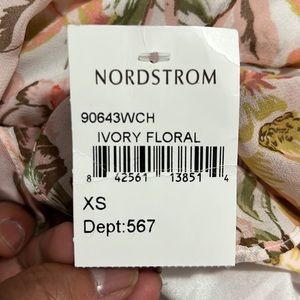 NORDSTROM
90643WCH
IVORY FLORAL
8 42561 13851 4
XS
Dept:567